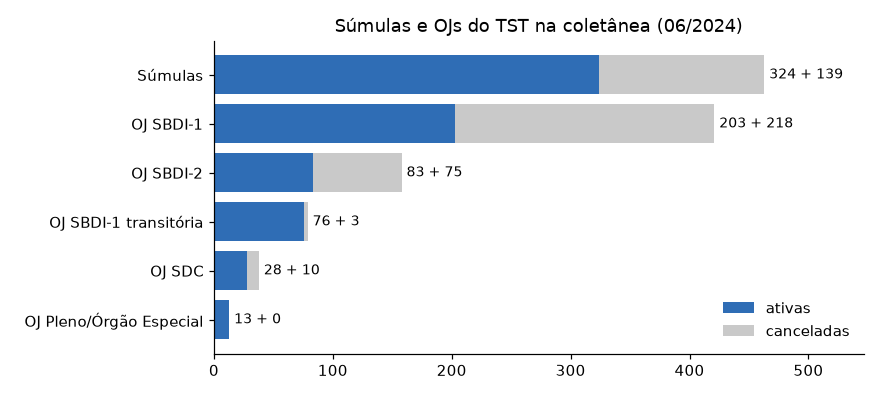 Súmulas e OJs do TST na coletânea (06/2024)
Súmulas 324 + 139
OJ SBDI-1 203 + 218
OJ SBDI-2 83 + 75
OJ SBDI-1 transitória 76 + 3
OJ SDC 28 + 10
OJ Pleno/Órgão Especial 13 + 0
ativas
canceladas
0 100 200 300 400 500